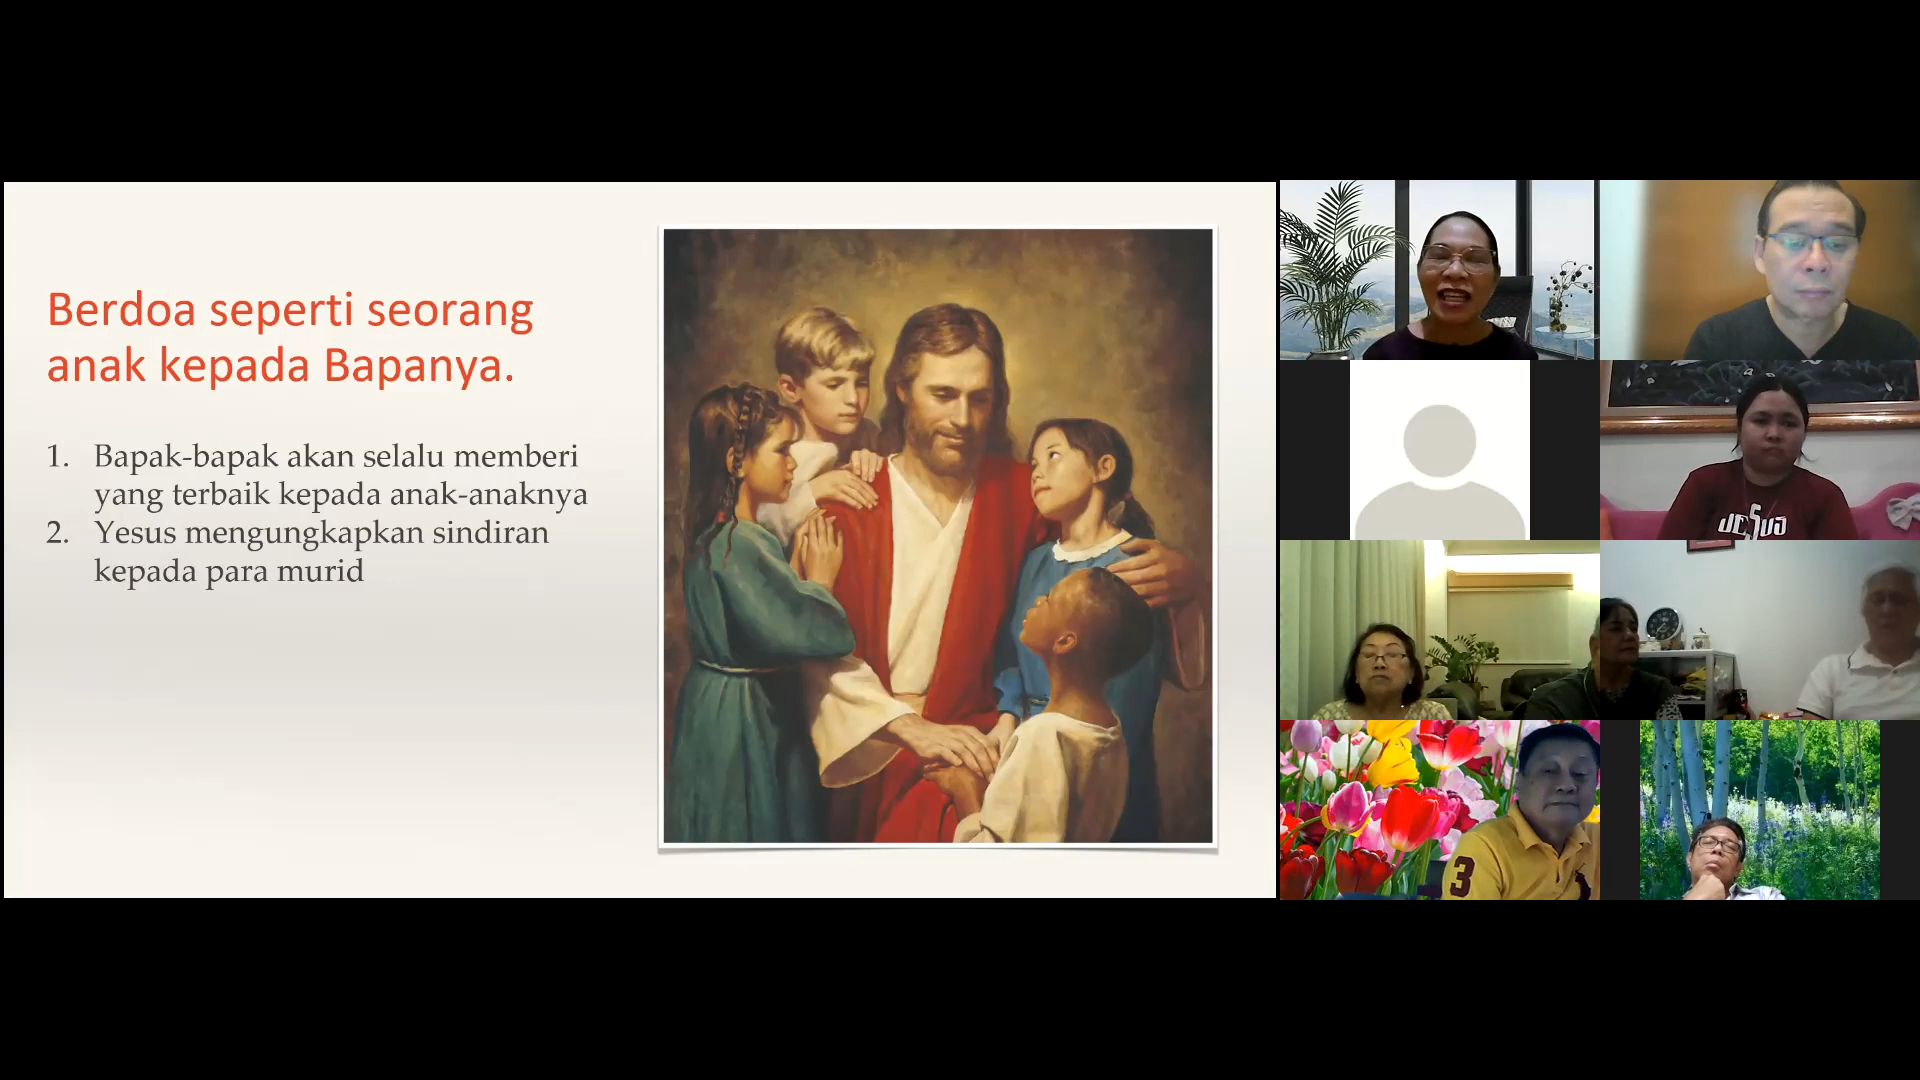 Berdoa seperti seorang
anak kepada Bapanya.
1. Bapak-bapak akan selalu memberi
yang terbaik kepada anak-anaknya
2. Yesus mengungkapkan sindiran
kepada para murid
3